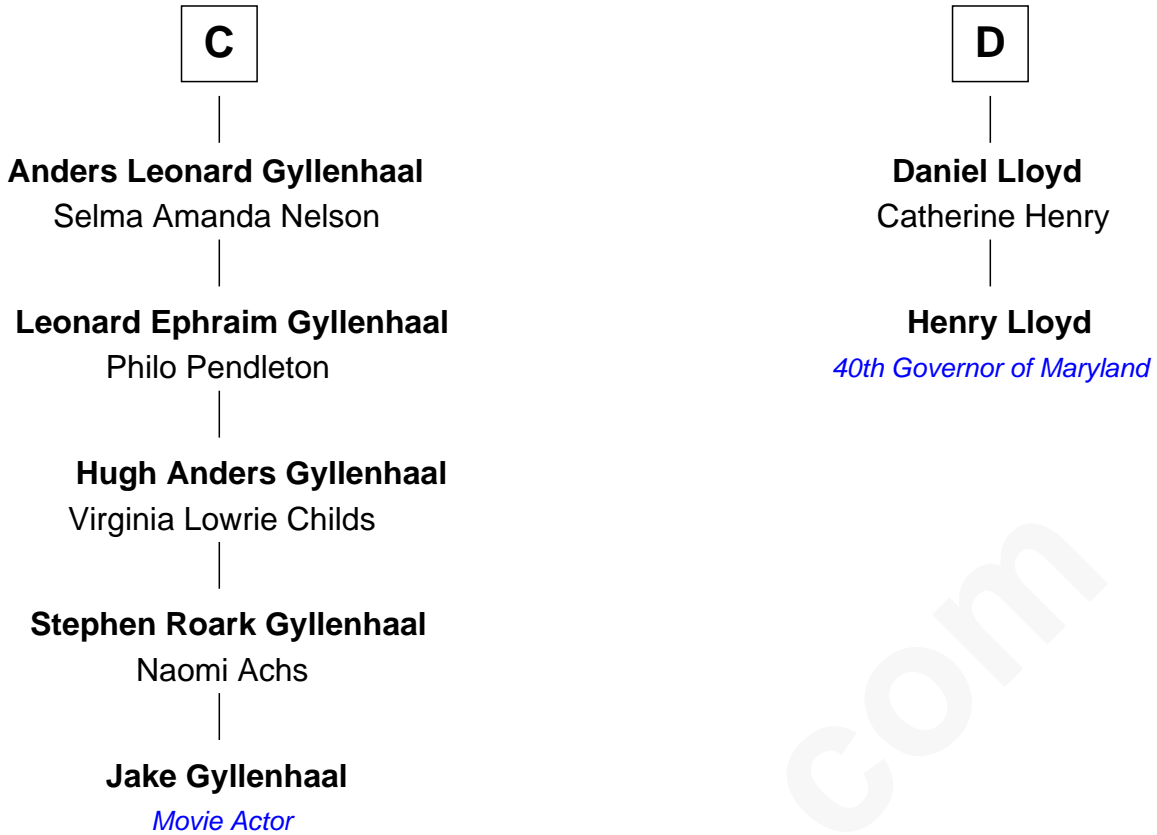 C
Anders Leonard Gyllenhaal
Selma Amanda Nelson
Leonard Ephraim Gyllenhaal
Philo Pendleton
Hugh Anders Gyllenhaal
Virginia Lowrie Childs
Stephen Roark Gyllenhaal
Naomi Achs
Jake Gyllenhaal
Movie Actor
D
Daniel Lloyd
Catherine Henry
Henry Lloyd
40th Governor of Maryland
com